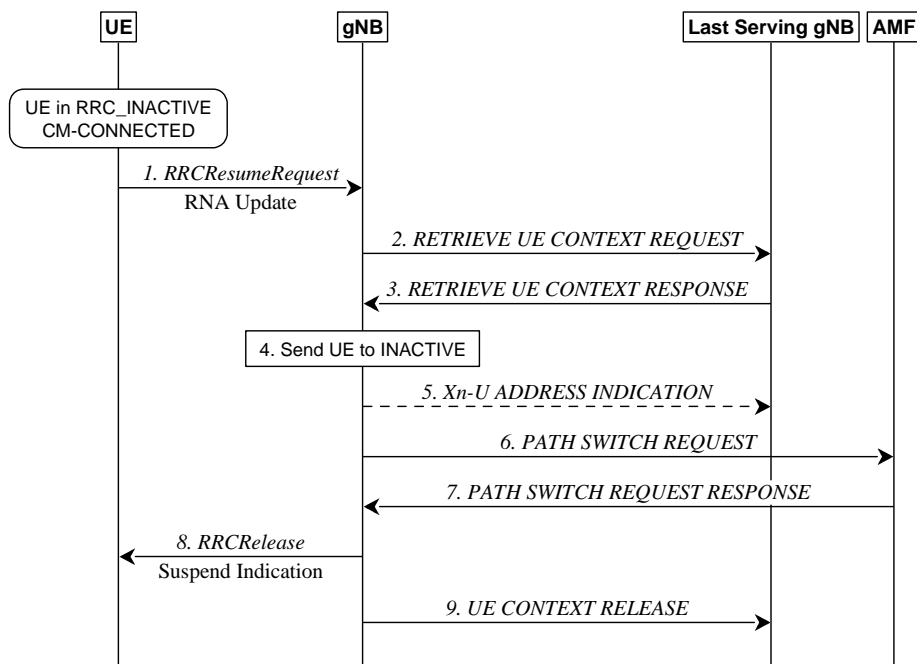 UE
gNB
Last Serving gNB
AMF
UE in RRC_INACTIVE
CM-CONNECTED
1. RRCResumeRequest
RNA Update
2. RETRIEVE UE CONTEXT REQUEST
3. RETRIEVE UE CONTEXT RESPONSE
4. Send UE to INACTIVE
5. Xn-U ADDRESS INDICATION
6. PATH SWITCH REQUEST
7. PATH SWITCH REQUEST RESPONSE
8. RRCRelease
Suspend Indication
9. UE CONTEXT RELEASE